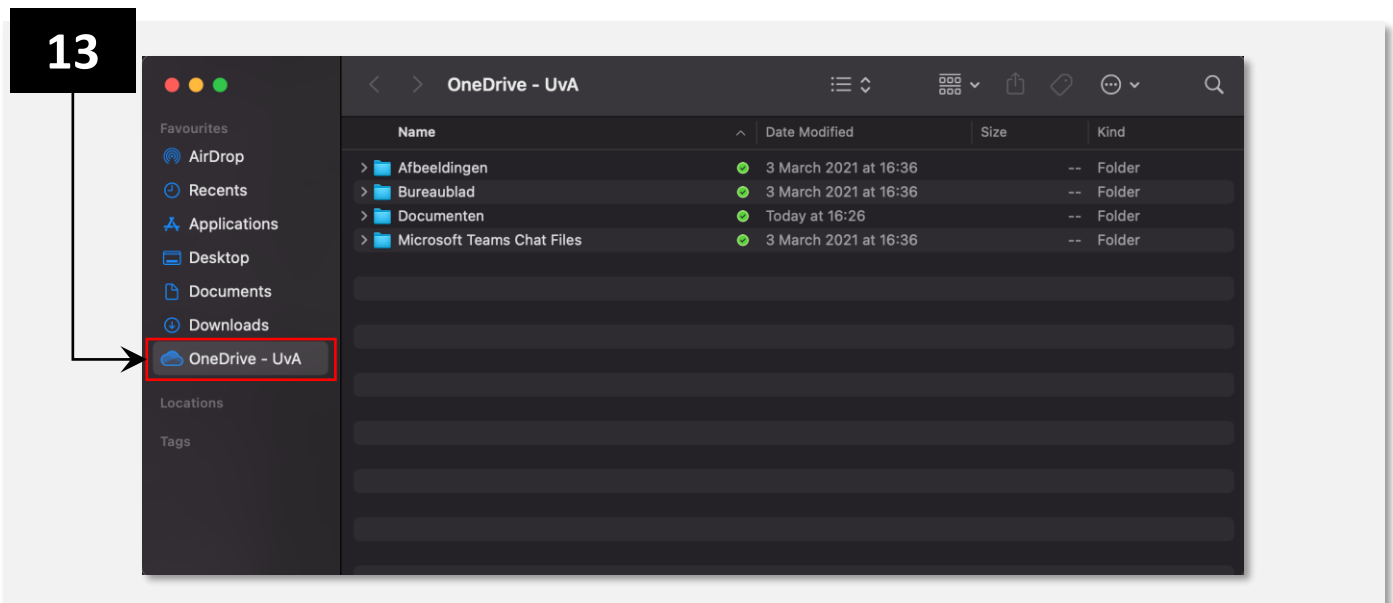 13
OneDrive - UvA
Favourites
AirDrop
Recents
Applications
Desktop
Documents
Downloads
OneDrive - UvA
Locations
Tags
Name Date Modified Size Kind
Afbeeldingen 3 March 2021 at 16:36 -- Folder
Bureaublad 3 March 2021 at 16:36 -- Folder
Documenten Today at 16:26 -- Folder
Microsoft Teams Chat Files 3 March 2021 at 16:36 -- Folder